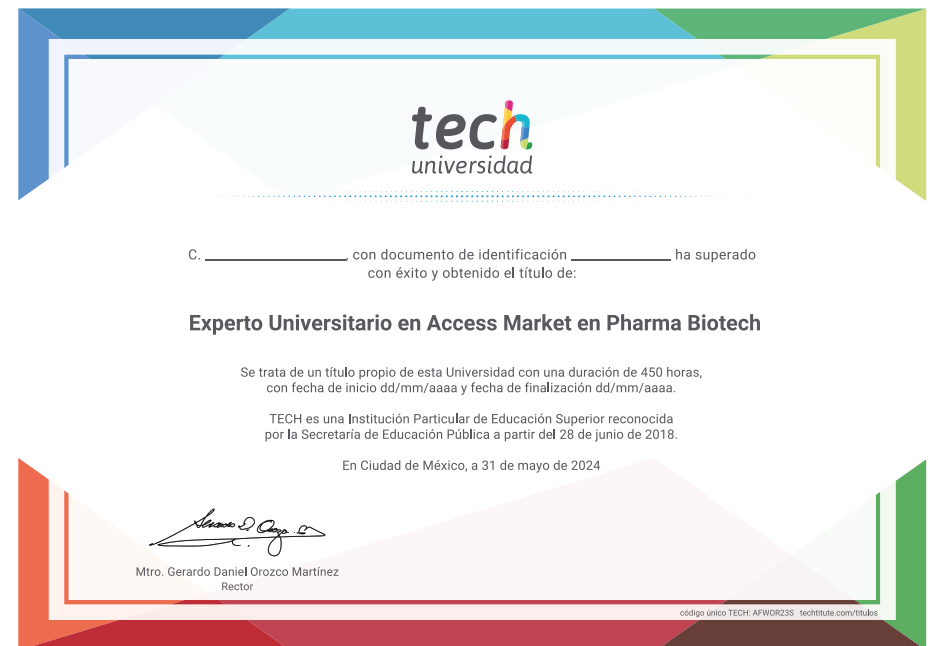 tech
universidad
C. ____________, con documento de identificación ____________ ha superado
con éxito y obtenido el título de:
Experto Universitario en Access Market en Pharma Biotech
Se trata de un título propio de esta Universidad con una duración de 450 horas,
con fecha de inicio dd/mm/aaaa y fecha de finalización dd/mm/aaaa.
TECH es una Institución Particular de Educación Superior reconocida
por la Secretaría de Educación Pública a partir del 28 de junio de 2018.
En Ciudad de México, a 31 de mayo de 2024
Mtro. Gerardo Daniel Orozco Martínez
Rector
código único TECH: AFWOR23S techtitute.com/titulos